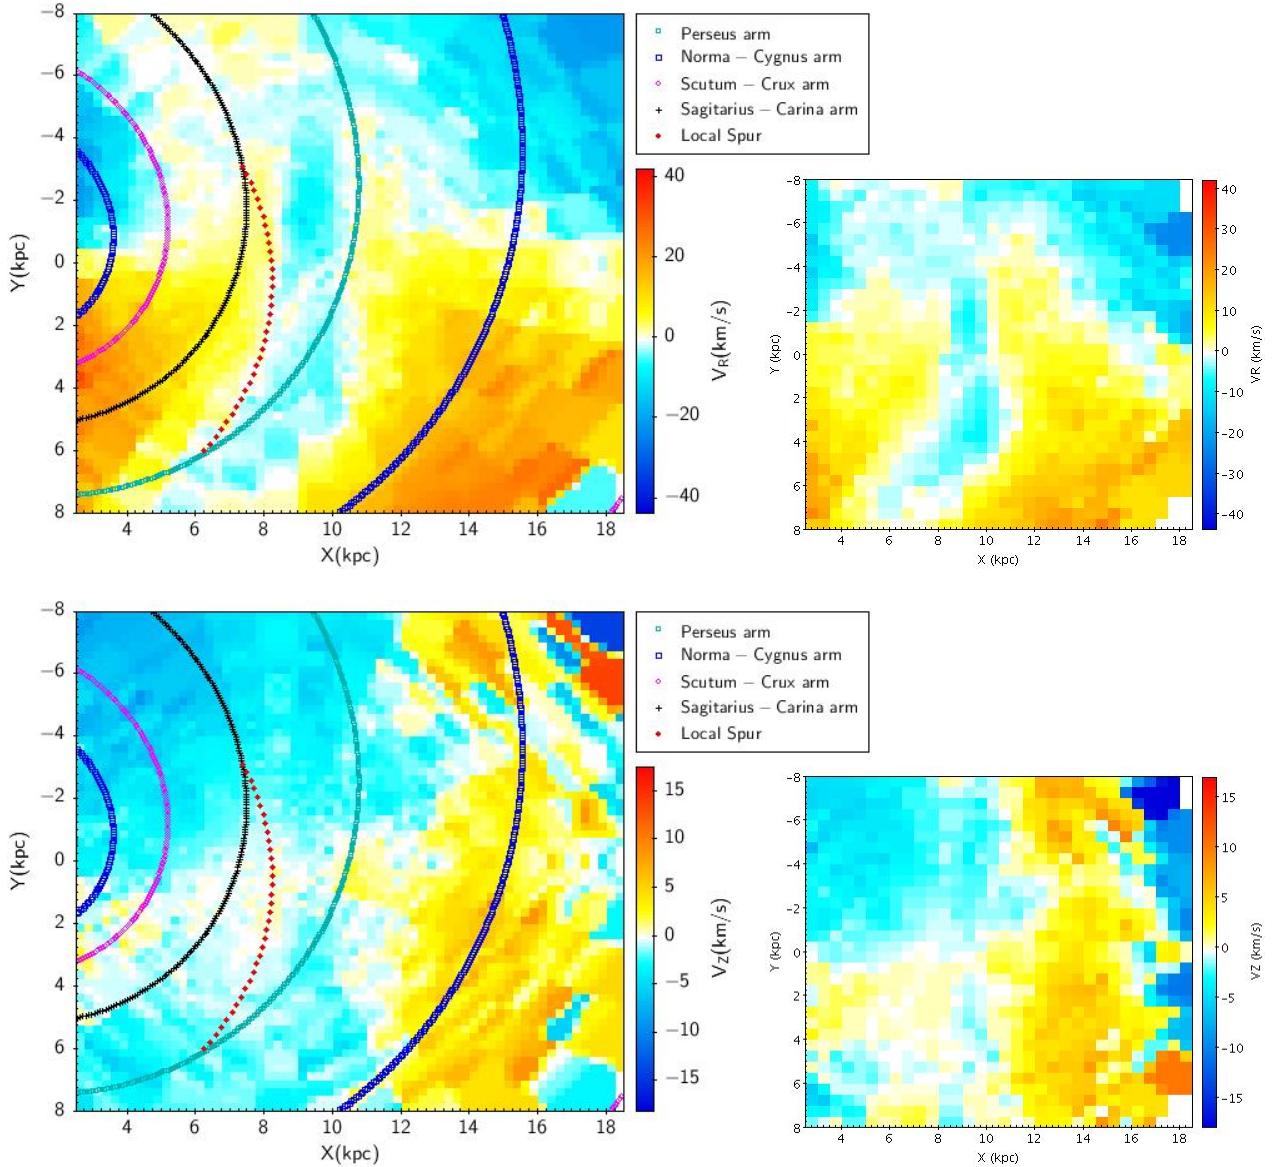 −8
−6
−4
−2
0
2
4
6
8
Y(kpc)
4 6 8 10 12 14 16 18
X(kpc)
Perseus arm
Norma − Cygnus arm
Scutum − Crux arm
Sagitarius − Carina arm
Local Spur
40
20
0
−20
−40
VR(km/s)
-8
-6
-4
-2
0
2
4
6
8
Y (kpc)
4 6 8 10 12 14 16 18
X (kpc)
40
30
20
10
0
-10
-20
-30
-40
VR (km/s)
−8
−6
−4
−2
0
2
4
6
8
Y(kpc)
4 6 8 10 12 14 16 18
X(kpc)
Perseus arm
Norma − Cygnus arm
Scutum − Crux arm
Sagitarius − Carina arm
Local Spur
15
10
5
0
−5
−10
−15
VZ(km/s)
-8
-6
-4
-2
0
2
4
6
8
Y (kpc)
4 6 8 10 12 14 16 18
X (kpc)
15
10
5
0
-5
-10
-15
VZ (km/s)